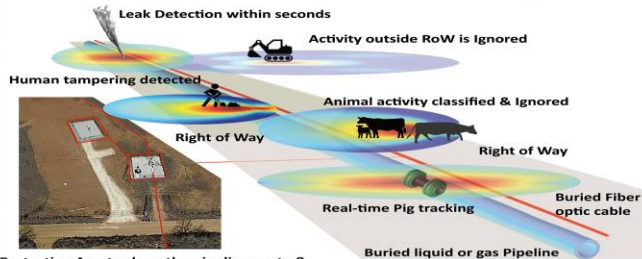 Leak Detection within seconds
Activity outside RoW is Ignored
Human tampering detected
Animal activity classified & Ignored
Right of Way
Right of Way
Real-time Pig tracking
Buried Fiber
optic cable
Buried liquid or gas Pipeline